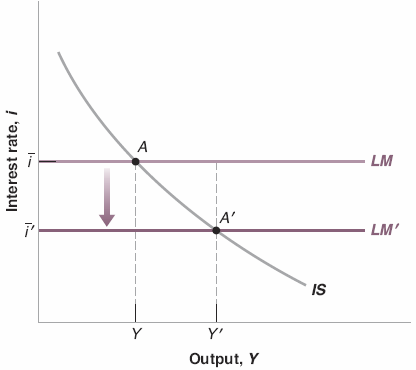 Interest rate, i
A
i̅
LM
A′
i̅′
LM′
IS
Y
Y′
Output, Y